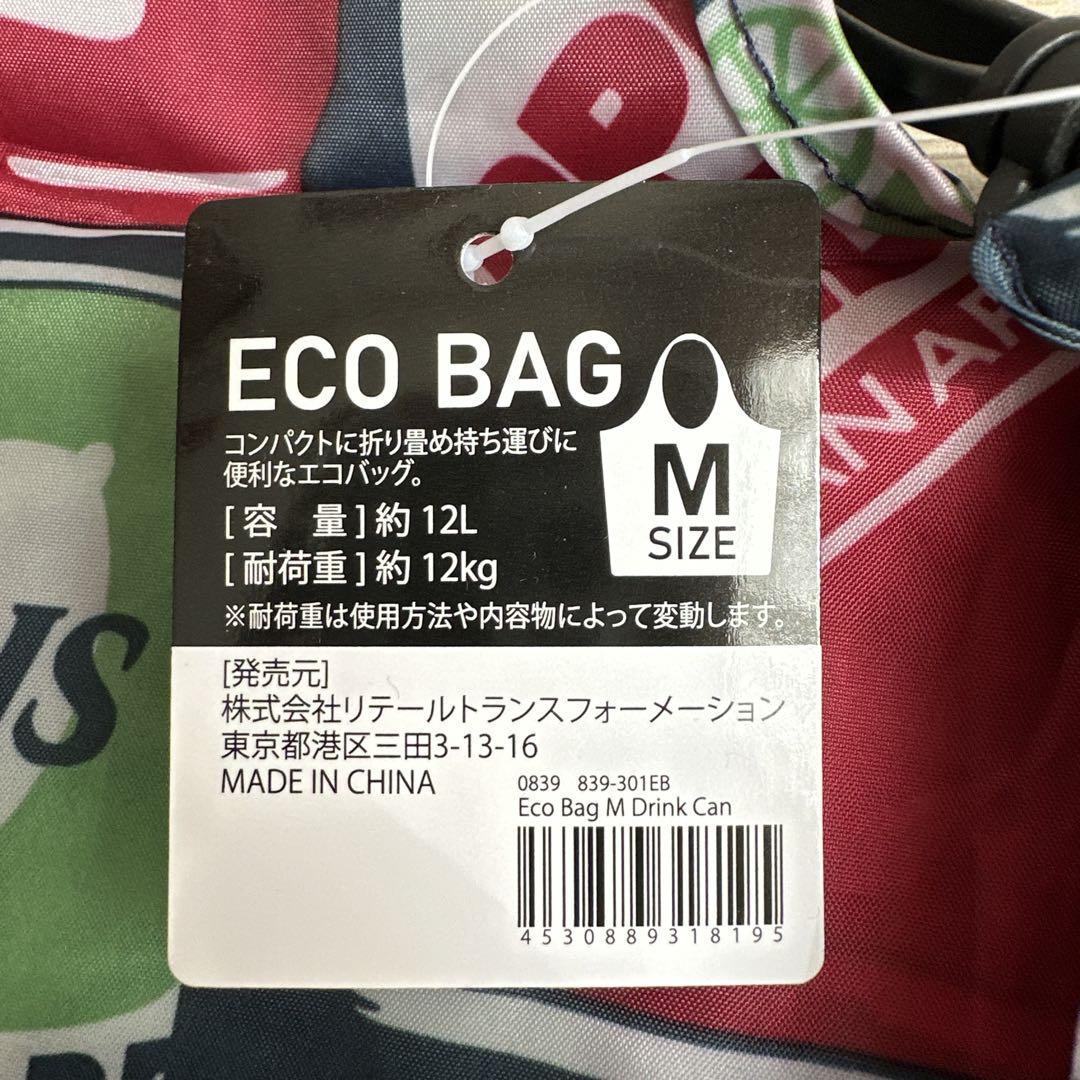 ECO BAG
コンパクトに折り畳め持ち運びに
便利なエコバッグ。
[ 容　量 ] 約 12L
[ 耐荷重 ] 約 12kg
※耐荷重は使用方法や内容物によって変動します。
M
SIZE
[発売元]
株式会社リテールトランスフォーメーション
東京都港区三田3-13-16
MADE IN CHINA
0839 839-301EB
Eco Bag M Drink Can
4530889318195